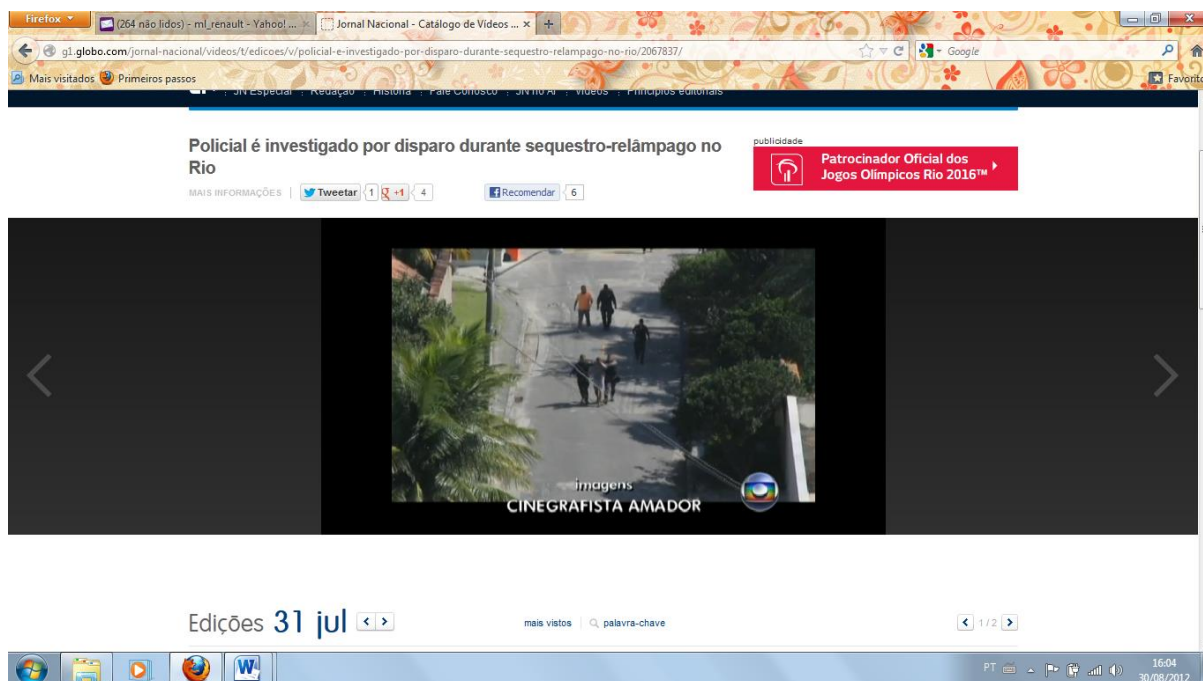 Firefox
(264 não lidos) - ml_renault - Yahoo! ...
Jornal Nacional - Catálogo de Vídeos ...
g1.globo.com/jornal-nacional/videos/t/edicoes/v/policial-e-investigado-por-disparo-durante-sequestro-relampago-no-rio/2067837/
Google
Mais visitados
Primeiros passos
Favorito
JN Especial
Redação
História
Fale Conosco
JN no Ar
Vídeos
Princípios editoriais
Policial é investigado por disparo durante sequestro-relâmpago no
Rio
MAIS INFORMAÇÕES
Tweetar
1
+1
4
Recomendar
6
publicidade
Patrocinador Oficial dos
Jogos Olímpicos Rio 2016™
imagens
CINEGRAFISTA AMADOR
Edições 31 jul
mais vistos
palavra-chave
1/2
PT
16:04
30/08/2012